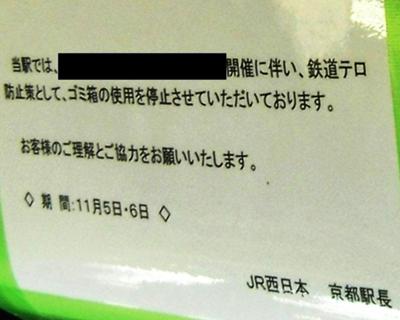 当駅では、開催に伴い、鉄道テロ
防止策として、ゴミ箱の使用を停止させていただいております。
お客様のご理解とご協力をお願いいたします。
◇ 期 間:11月5日・6日 ◇
JR西日本 京都駅長